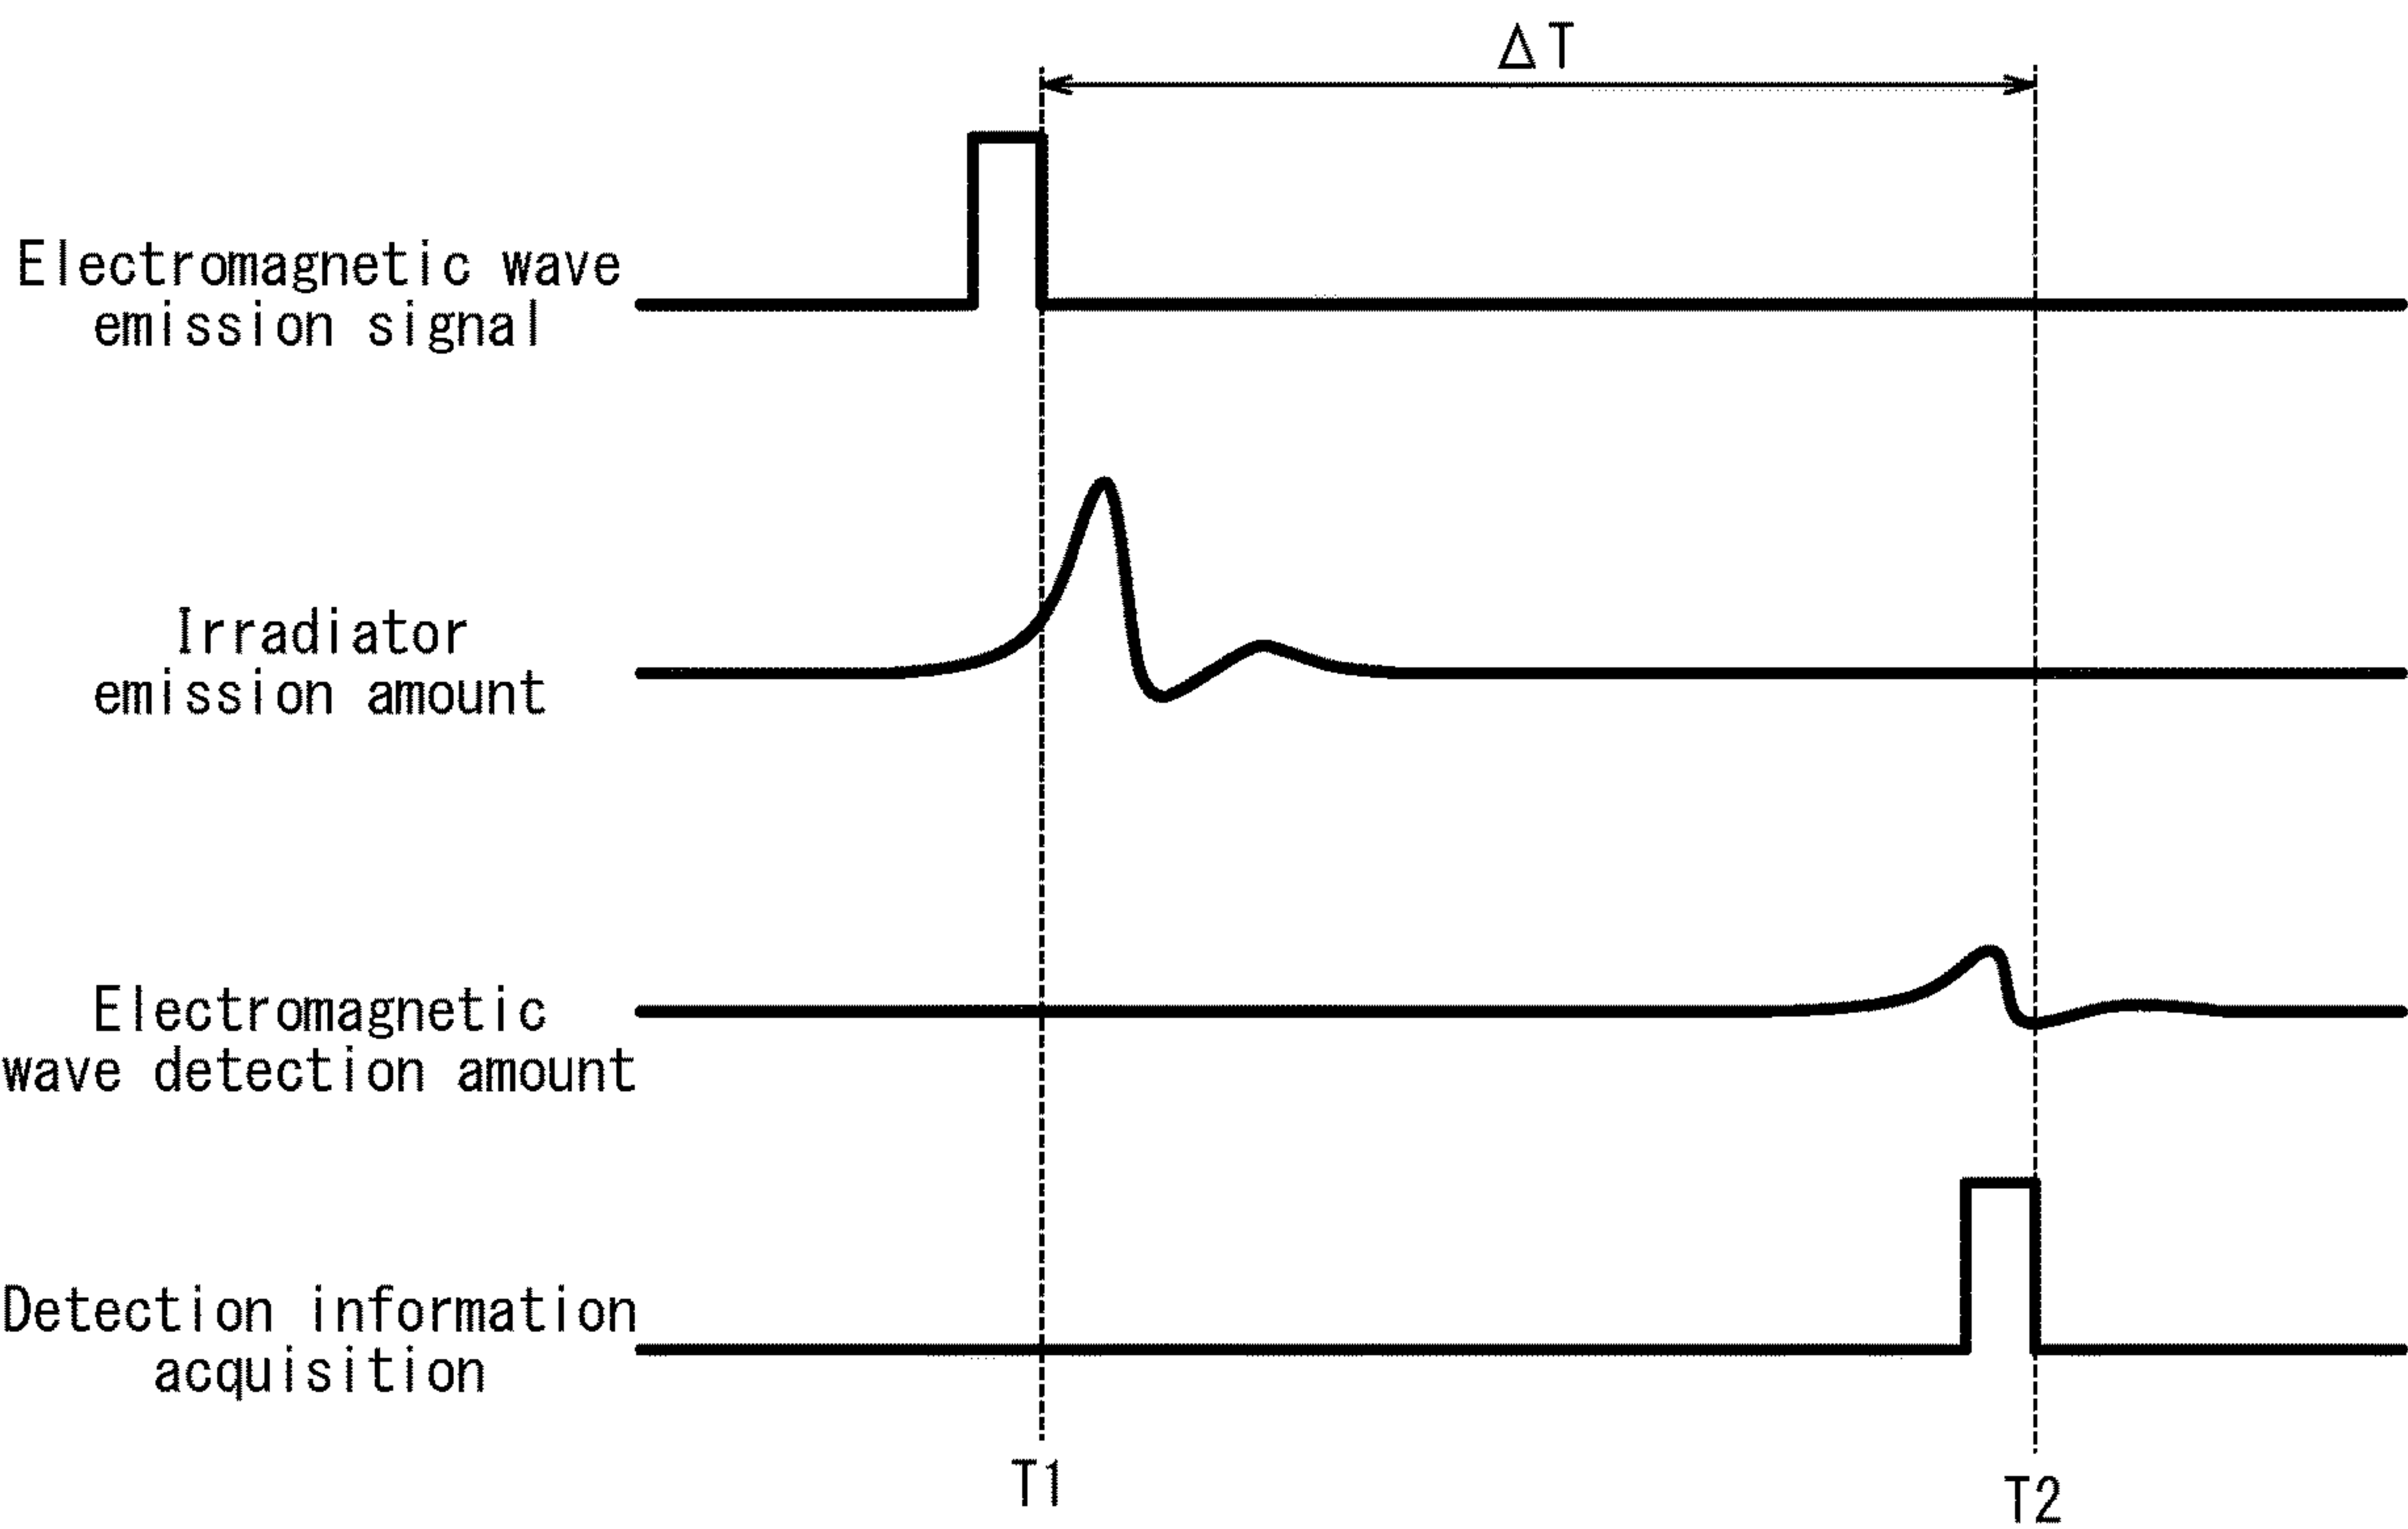 ΔT
Electromagnetic wave
emission signal
Irradiator
emission amount
Electromagnetic
wave detection amount
Detection information
acquisition
T1
T2